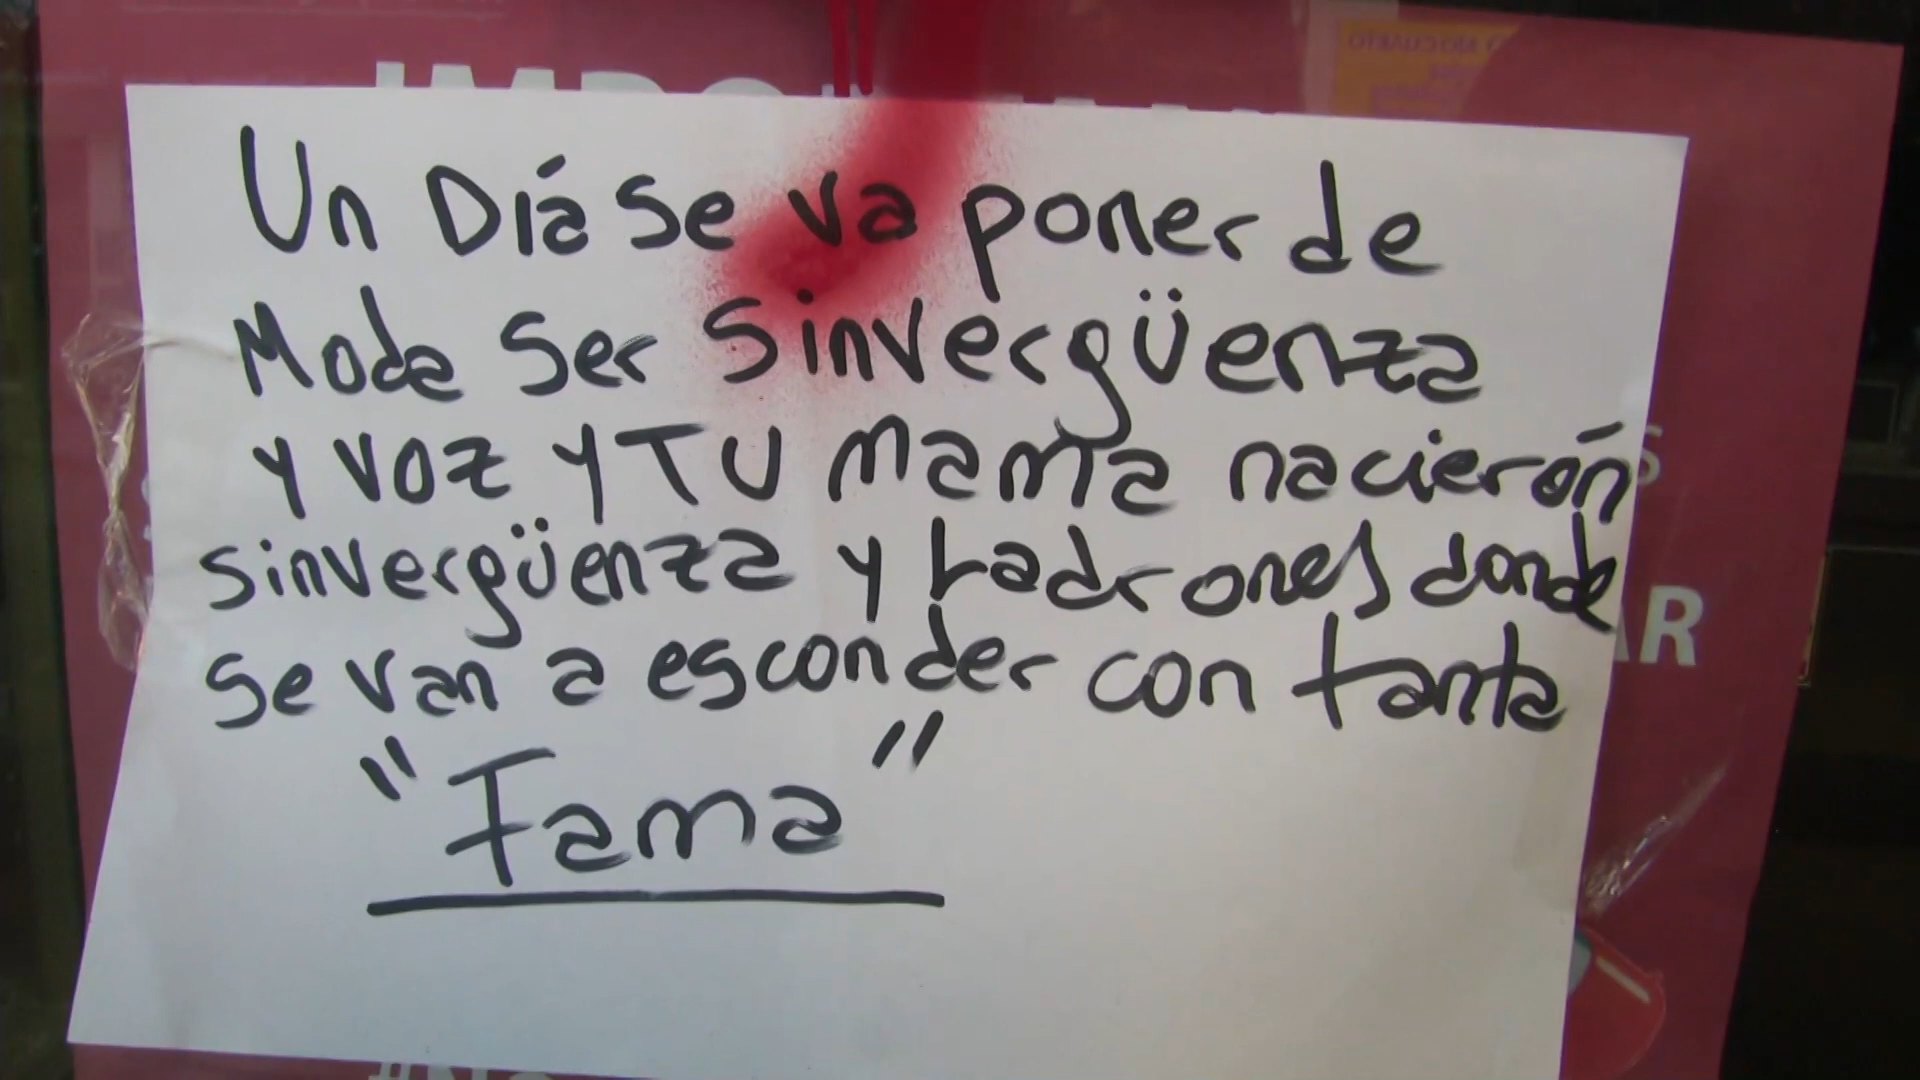 Un Día se va poner de
Moda ser sinvergüenza
y voz y TU mama nacierón
sinvergüenza y Ladrones donde
se van a esconder con tanta
"Fama"
AR